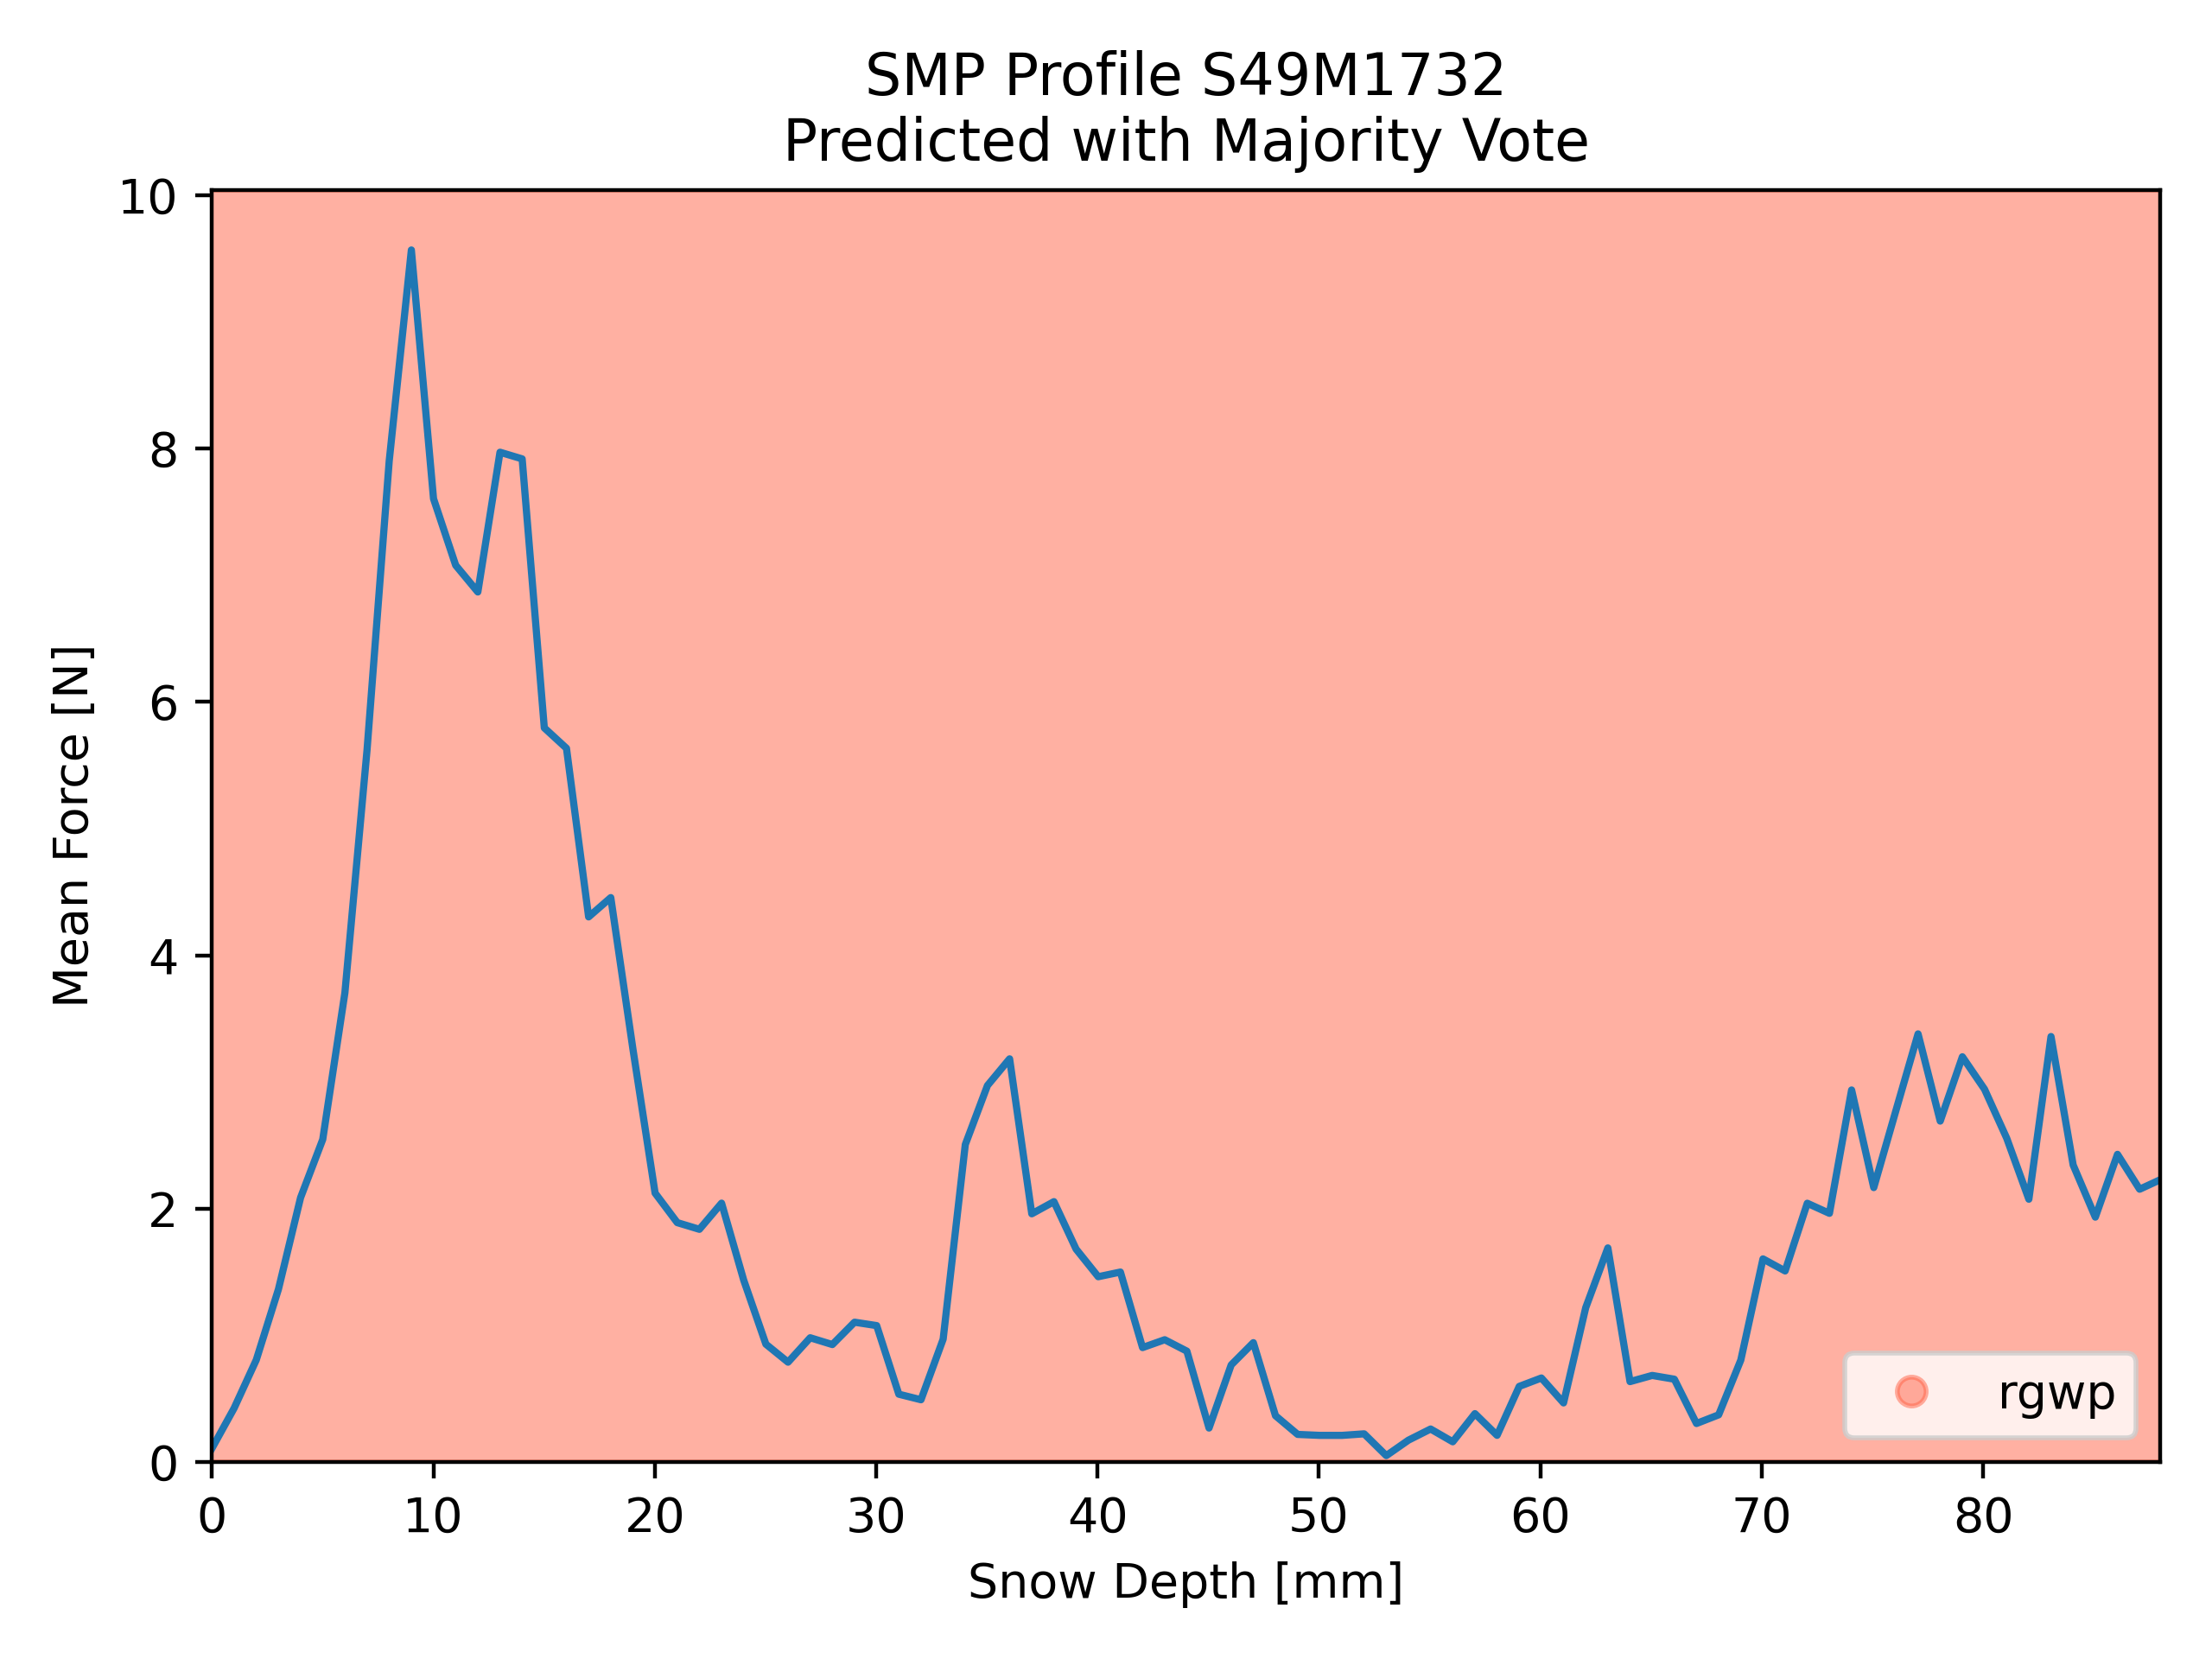 SMP Profile S49M1732
Predicted with Majority Vote
10
8
6
4
2
0
Mean Force [N]
rgwp
0 10 20 30 40 50 60 70 80
Snow Depth [mm]